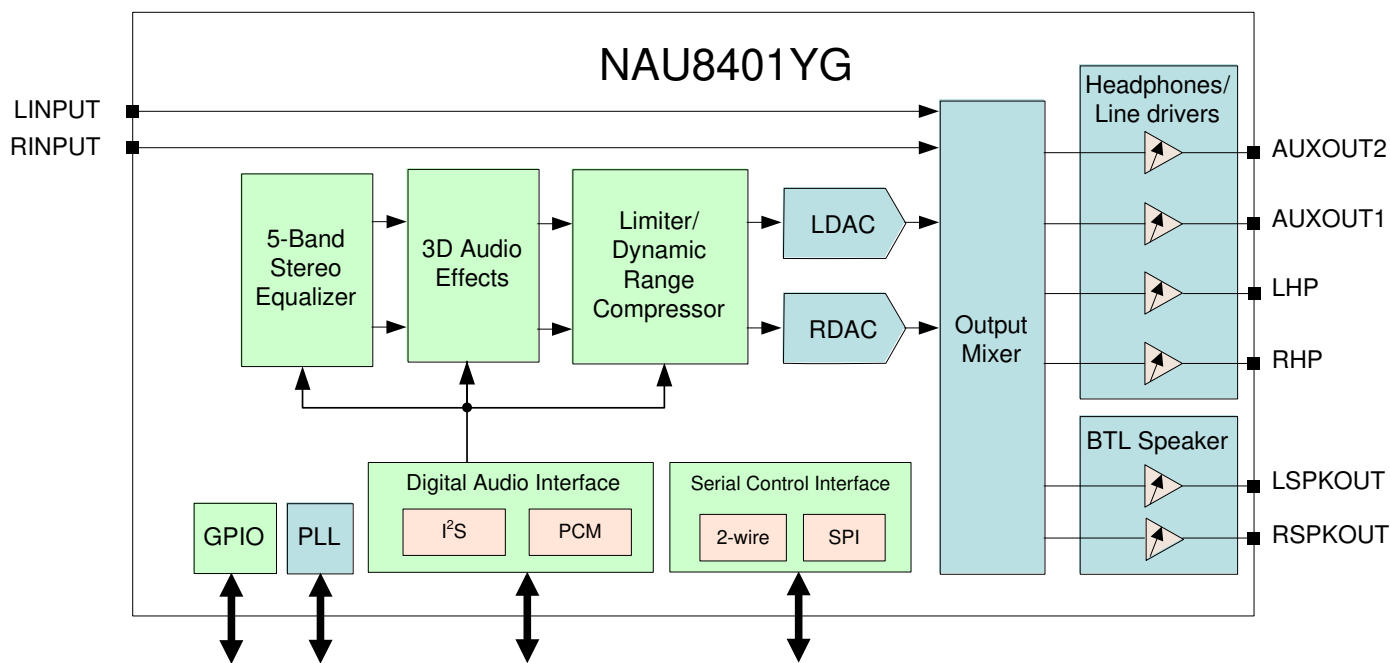 NAU8401YG
LINPUT
RINPUT
5-Band
Stereo
Equalizer
3D Audio
Effects
Limiter/
Dynamic
Range
Compressor
LDAC
RDAC
Output
Mixer
Headphones/
Line drivers
AUXOUT2
AUXOUT1
LHP
RHP
BTL Speaker
LSPKOUT
RSPKOUT
GPIO
PLL
Digital Audio Interface
I²S
PCM
Serial Control Interface
2-wire
SPI